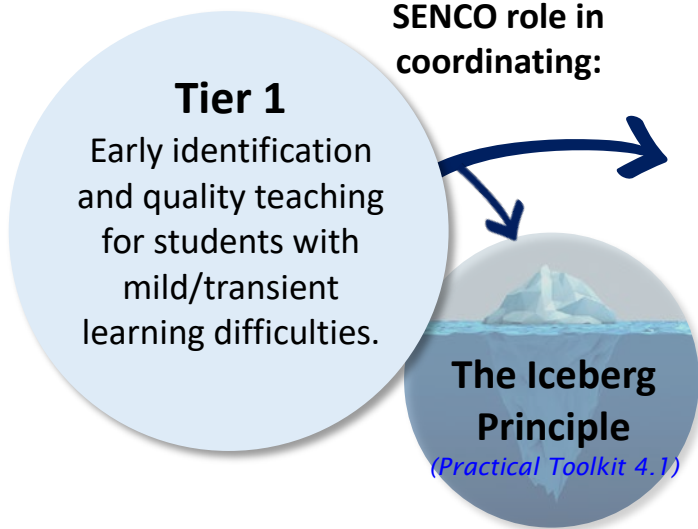 SENCO role in
coordinating:
Tier 1
Early identification
and quality teaching
for students with
mild/transient
learning difficulties.
The Iceberg
Principle
(Practical Toolkit 4.1)